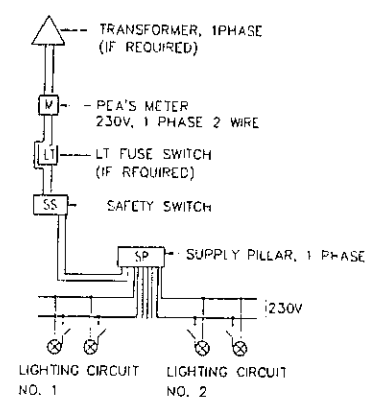 TRANSFORMER, 1PHASE
(IF REQUIRED)
M
PEA'S METER
230V, 1 PHASE 2 WIRE
LT
LT FUSE SWITCH
(IF REQUIRED)
SS
SAFETY SWITCH
SP
SUPPLY PILLAR, 1 PHASE
230V
LIGHTING CIRCUIT
NO. 1
LIGHTING CIRCUIT
NO. 2